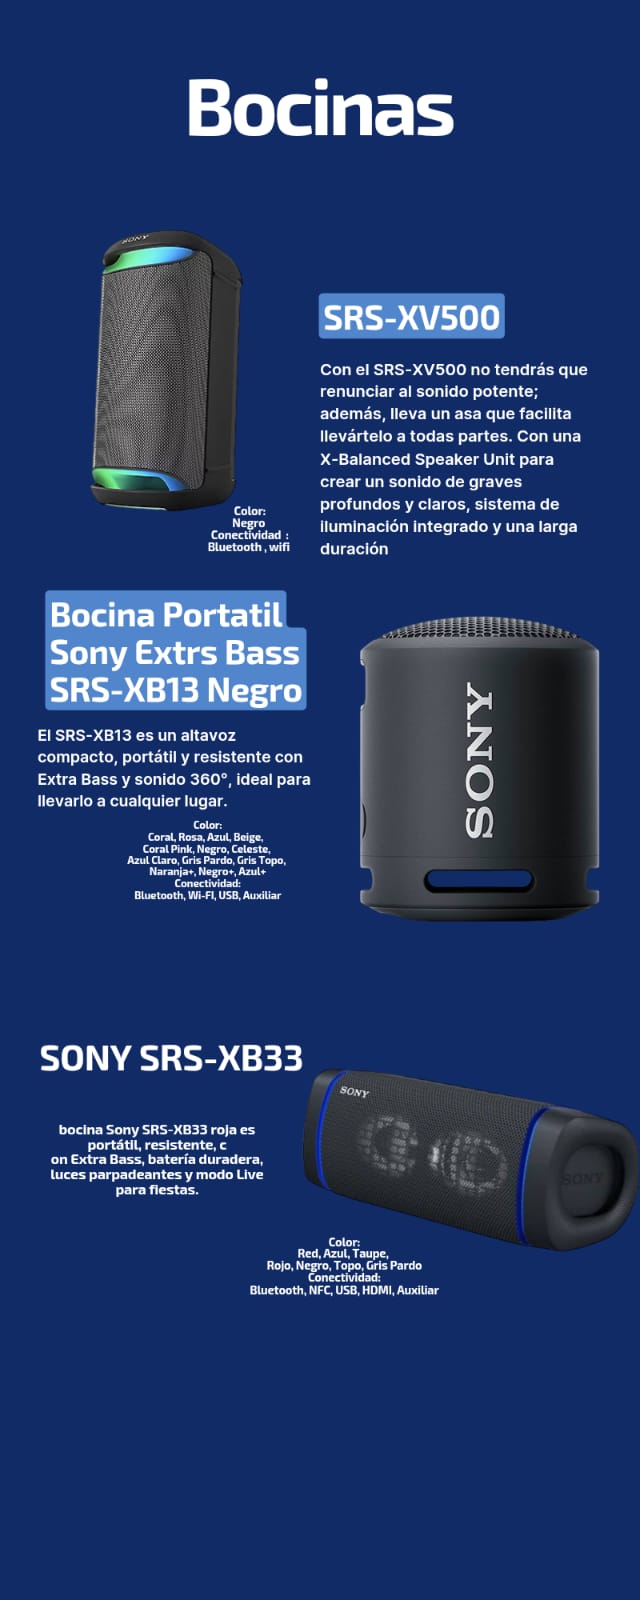 Bocinas
SONY
SRS-XV500
Con el SRS-XV500 no tendrás que
renunciar al sonido potente;
además, lleva un asa que facilita
llevártelo a todas partes. Con una
X-Balanced Speaker Unit para
crear un sonido de graves
profundos y claros, sistema de
iluminación integrado y una larga
duración
Color:
Negro
Conectividad :
Bluetooth , wifi
Bocina Portatil
Sony Extrs Bass
SRS-XB13 Negro
El SRS-XB13 es un altavoz
compacto, portátil y resistente con
Extra Bass y sonido 360°, ideal para
llevarlo a cualquier lugar.
Color:
Coral, Rosa, Azul, Beige,
Coral Pink, Negro, Celeste,
Azul Claro, Gris Pardo, Gris Topo,
Naranja+, Negro+, Azul+
Conectividad:
Bluetooth, Wi-FI, USB, Auxiliar
SONY
SONY SRS-XB33
bocina Sony SRS-XB33 roja es
portátil, resistente, c
on Extra Bass, batería duradera,
luces parpadeantes y modo Live
para fiestas.
SONY
SONY
Color:
Red, Azul, Taupe,
Rojo, Negro, Topo, Gris Pardo
Conectividad:
Bluetooth, NFC, USB, HDMI, Auxiliar